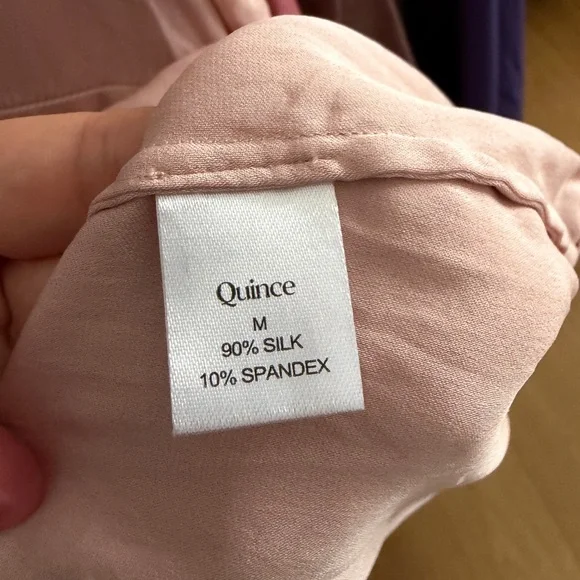 Quince
M
90% SILK
10% SPANDEX